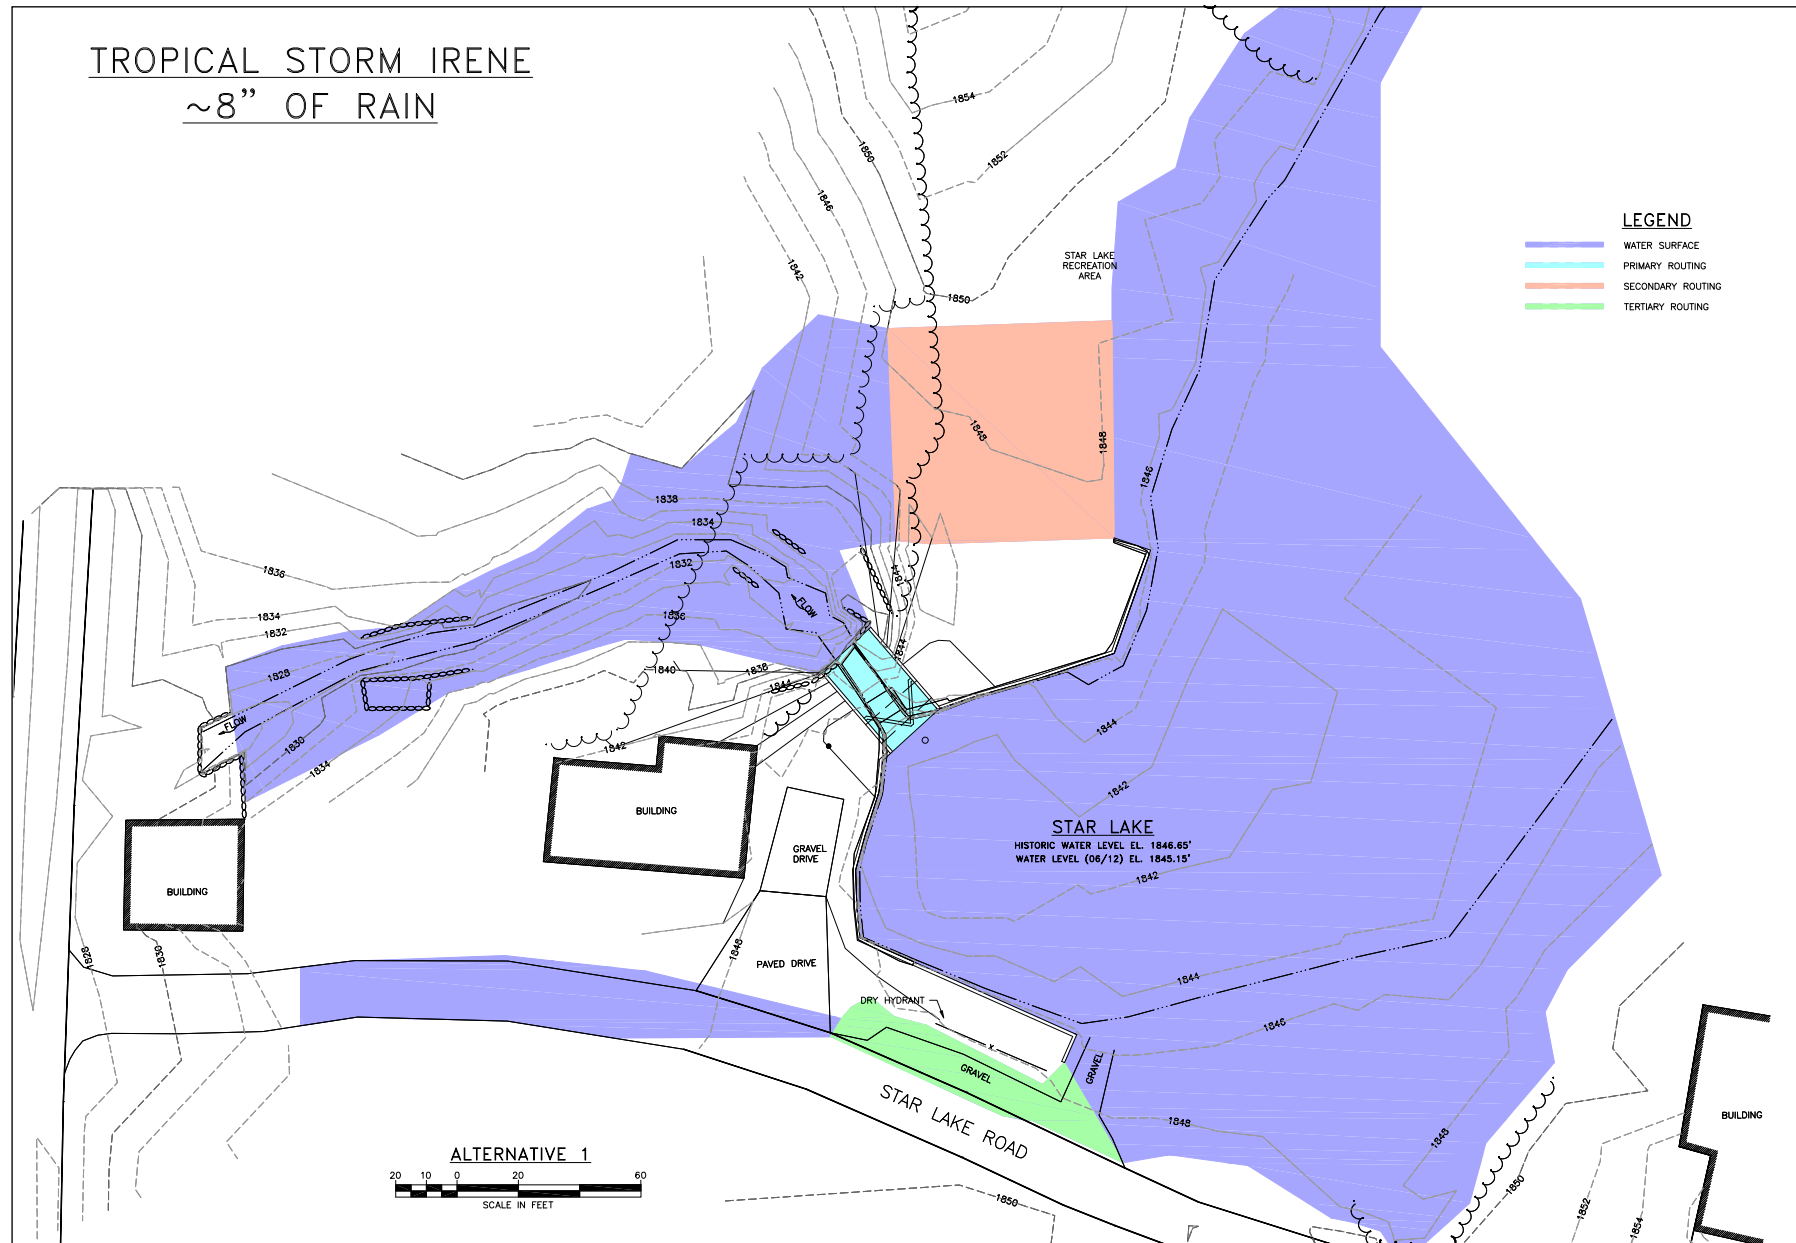 TROPICAL STORM IRENE
~8” OF RAIN
1854
1852
1850
1846
1842
1850
STAR LAKE
RECREATION
AREA
LEGEND
WATER SURFACE
PRIMARY ROUTING
SECONDARY ROUTING
TERTIARY ROUTING
1848
1848
1846
1838
1834
1832
1836
1836
1834
1832
1828
FLOW
FLOW
1844
1844
1840
1838
1844
1842
1830
1834
1844
1842
BUILDING
BUILDING
GRAVEL
DRIVE
STAR LAKE
HISTORIC WATER LEVEL EL. 1846.65'
WATER LEVEL (06/12) EL. 1845.15'
1842
1828
1830
1848
PAVED DRIVE
DRY HYDRANT
1844
1846
X
GRAVEL
GRAVEL
STAR LAKE ROAD
1848
1848
BUILDING
1850
1850
1852
1854
ALTERNATIVE 1
20 10 0 20 60
SCALE IN FEET